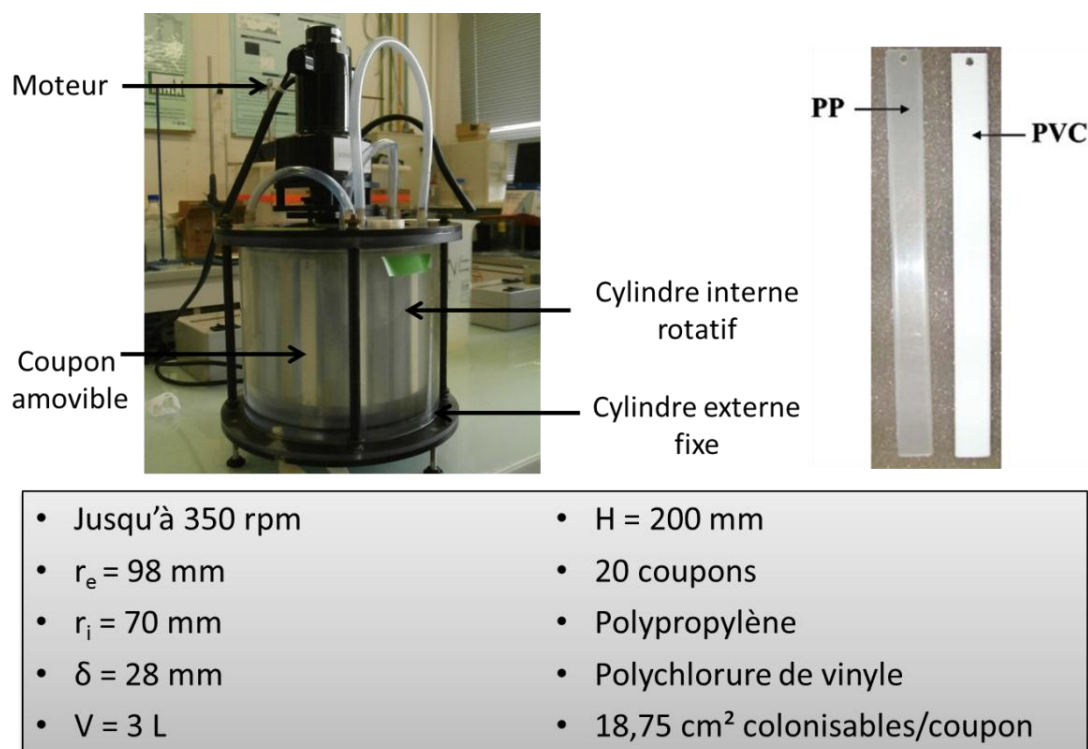 Moteur
PP
PVC
Cylindre interne
rotatif
Coupon
amovible
Cylindre externe
fixe
• Jusqu'à 350 rpm
• rₑ = 98 mm
• rᵢ = 70 mm
• δ = 28 mm
• V = 3 L
• H = 200 mm
• 20 coupons
• Polypropylène
• Polychlorure de vinyle
• 18,75 cm² colonisables/coupon